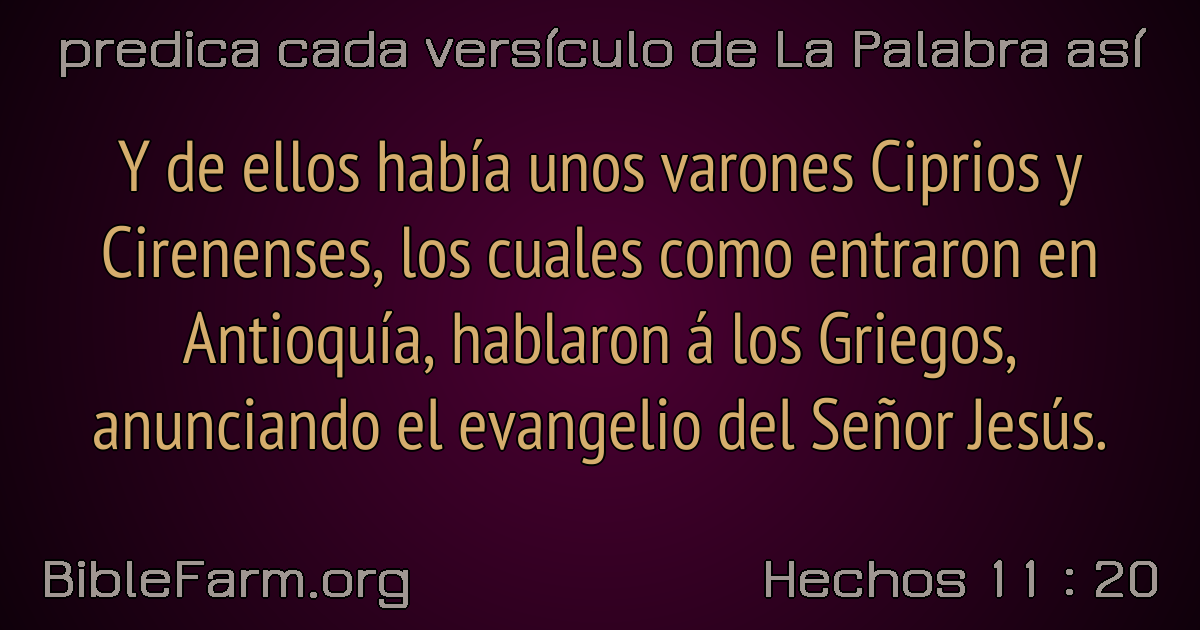 predica cada versículo de La Palabra así
Y de ellos había unos varones Ciprios y
Cirenenses, los cuales como entraron en
Antioquía, hablaron á los Griegos,
anunciando el evangelio del Señor Jesús.
BibleFarm.org
Hechos 11 : 20